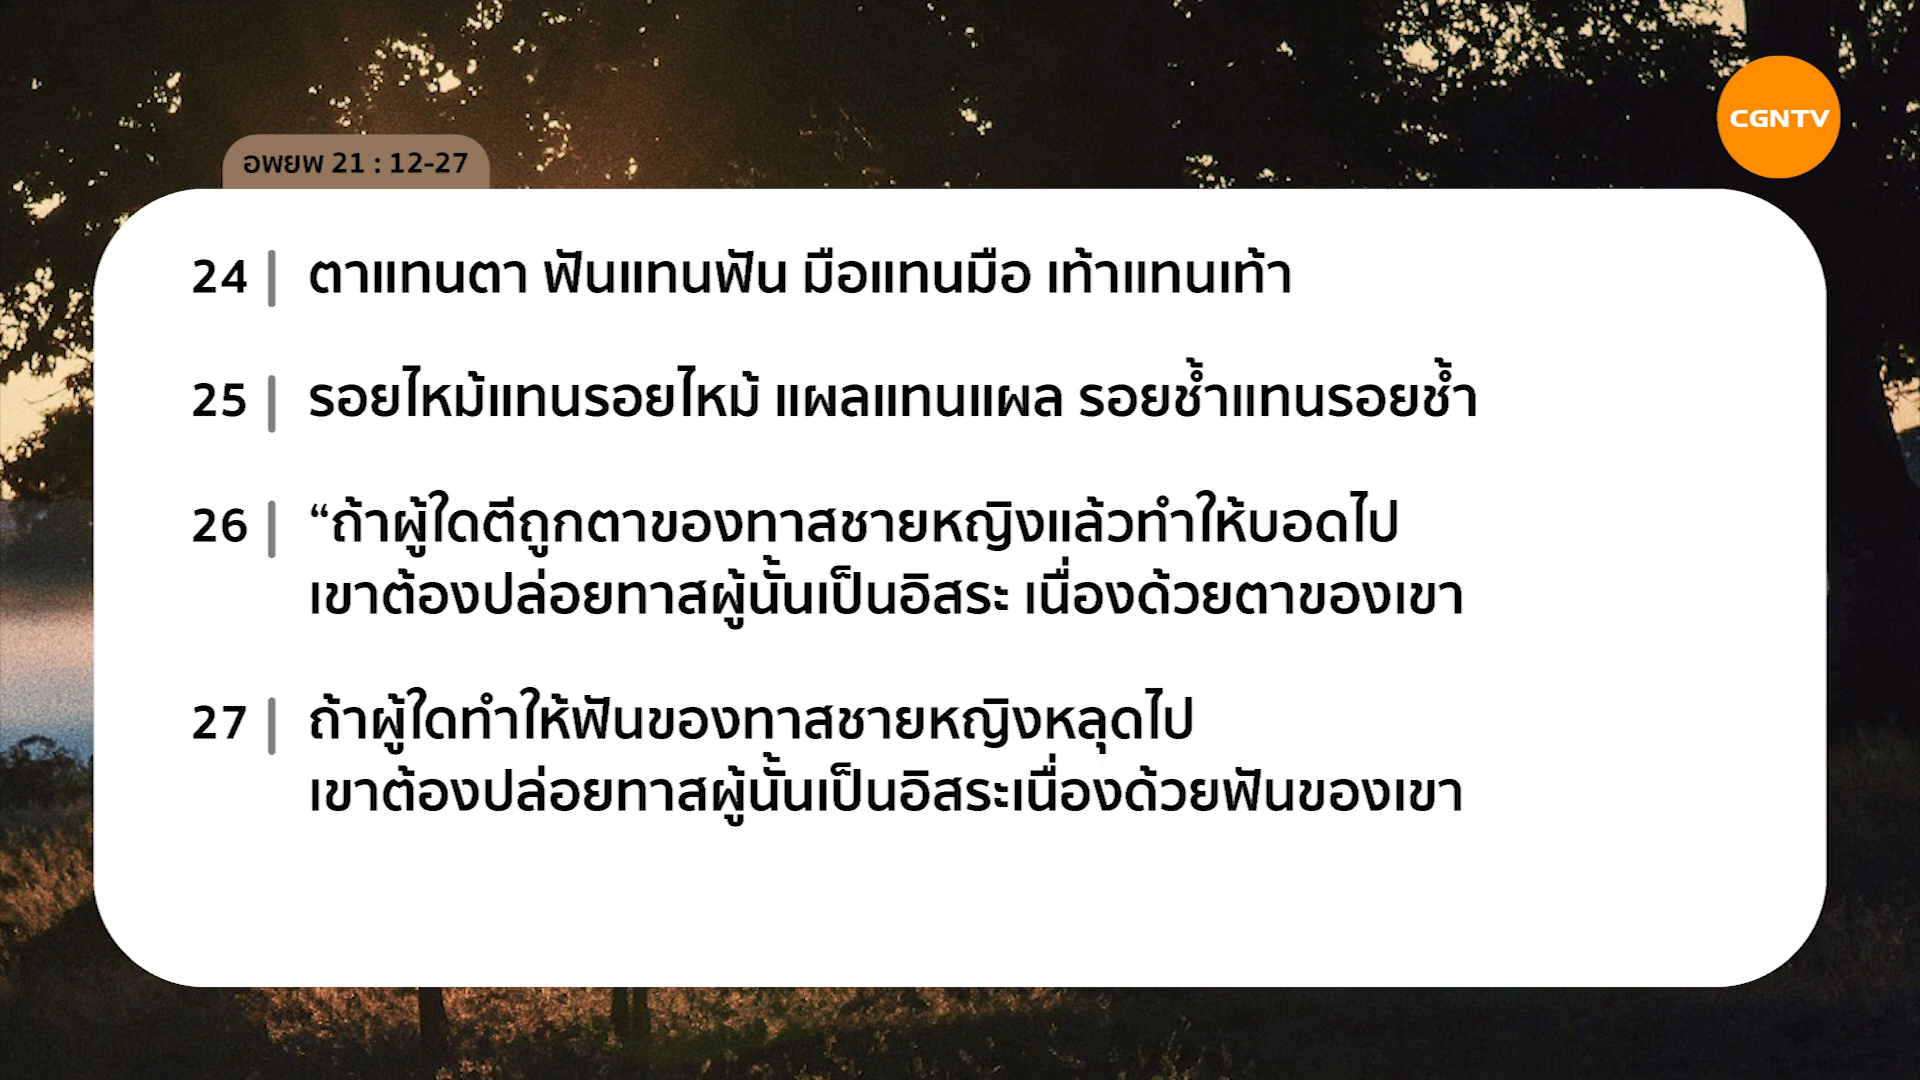 CGNTV
อพยพ 21 : 12-27
24 | ตาแทนตา ฟันแทนฟัน มือแทนมือ เท้าแทนเท้า
25 | รอยไหม้แทนรอยไหม้ แผลแทนแผล รอยช้ำแทนรอยช้ำ
26 | “ถ้าผู้ใดตีถูกตาของทาสชายหญิงแล้วทำให้บอดไป
เขาต้องปล่อยทาสผู้นั้นเป็นอิสระ เนื่องด้วยตาของเขา
27 | ถ้าผู้ใดทำให้ฟันของทาสชายหญิงหลุดไป
เขาต้องปล่อยทาสผู้นั้นเป็นอิสระเนื่องด้วยฟันของเขา